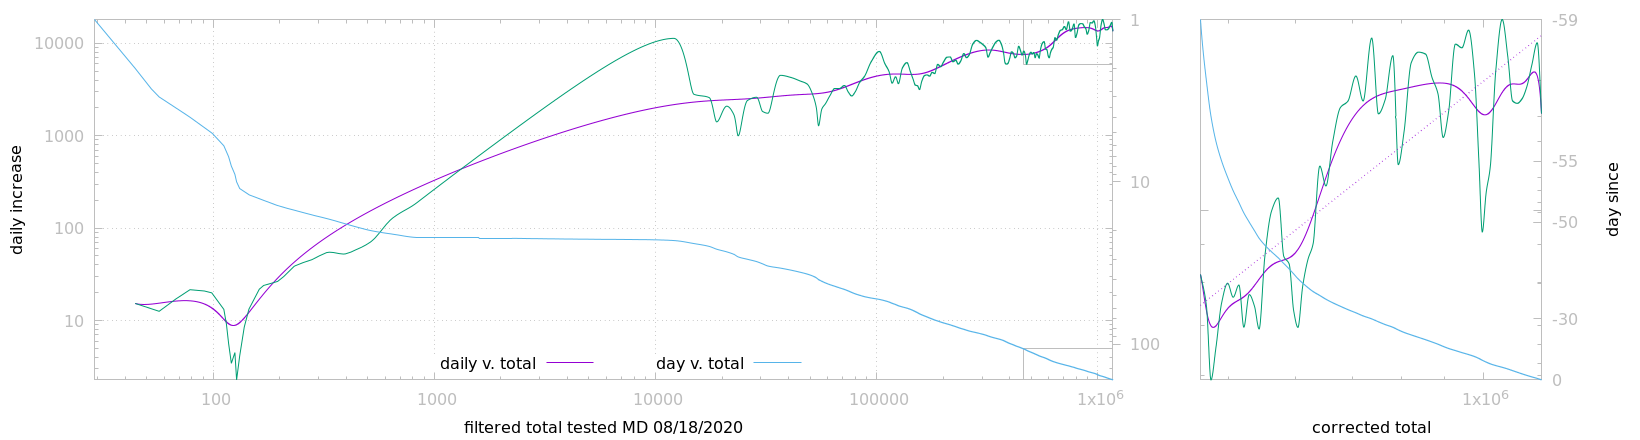 10000
1000
100
10
daily increase
1
10
100
100
1000
10000
100000
1x10^6
daily v. total
day v. total
filtered total tested MD 08/18/2020
-59
-55
-50
-30
0
day since
1x10^6
corrected total